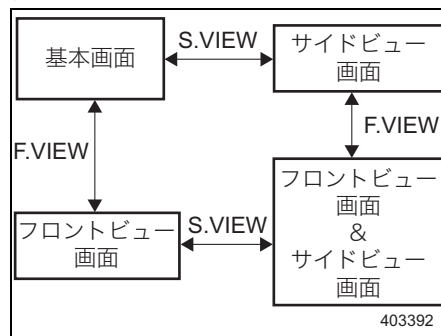 基本画面
S.VIEW
サイドビュー
画面
F.VIEW
F.VIEW
フロントビュー
画面
S.VIEW
フロントビュー
画面
&
サイドビュー
画面
403392